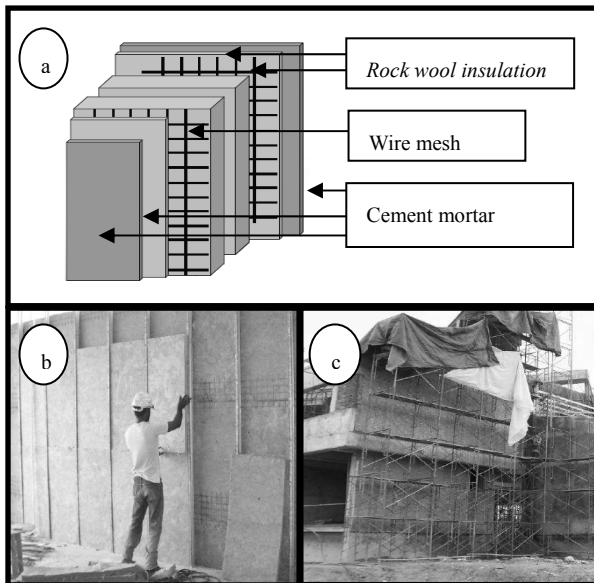 a
Rock wool insulation
Wire mesh
Cement mortar
b
c